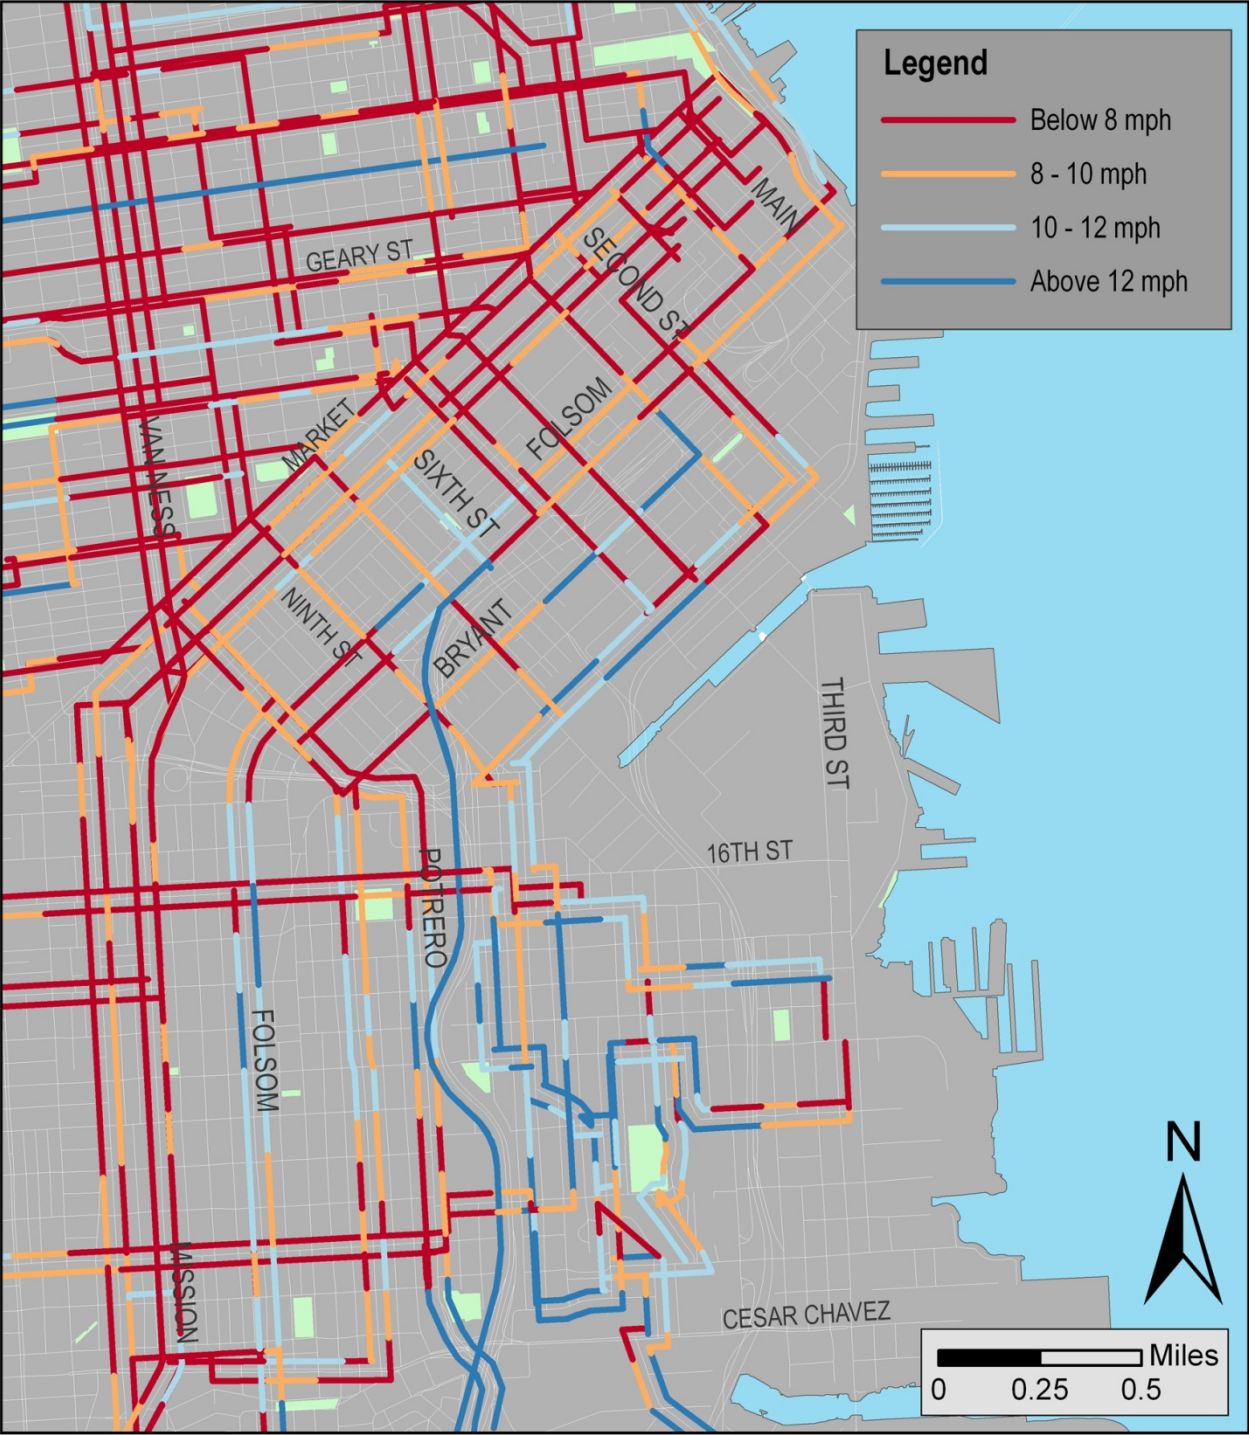 Legend
Below 8 mph
8 - 10 mph
10 - 12 mph
Above 12 mph
MAIN
SECOND ST
GEARY ST
FOLSOM
MARKET
VAN NESS
SIXTH ST
NINTH ST
BRYANT
THIRD ST
16TH ST
POTRERO
FOLSOM
MISSION
CESAR CHAVEZ
N
Miles
0 0.25 0.5